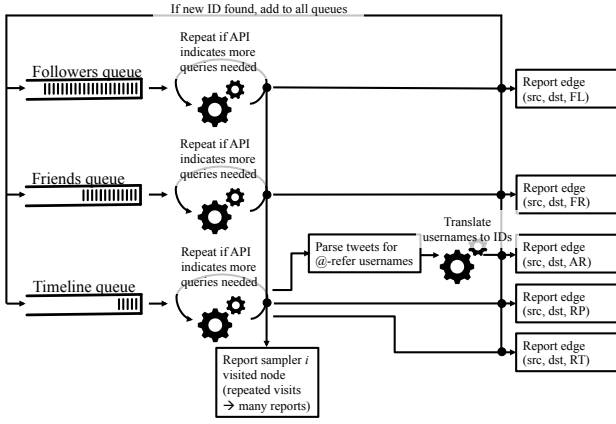 If new ID found, add to all queues
Repeat if API
indicates more
queries needed
Followers queue
Report edge
(src, dst, FL)
Repeat if API
indicates more
queries needed
Friends queue
Report edge
(src, dst, FR)
Translate
usernames to IDs
Repeat if API
indicates more
queries needed
Parse tweets for
@-refer usernames
Report edge
(src, dst, AR)
Timeline queue
Report edge
(src, dst, RP)
Report edge
(src, dst, RT)
Report sampler i
visited node
(repeated visits
→ many reports)